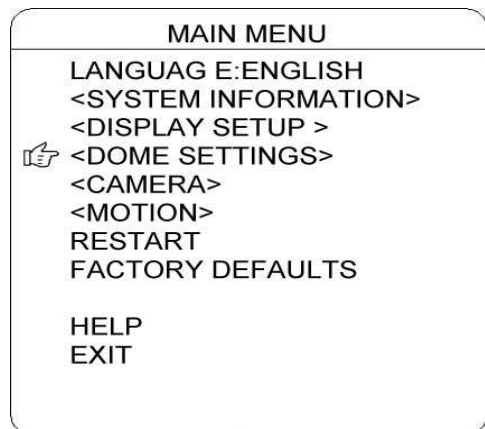 MAIN MENU
LANGUAG E:ENGLISH
<SYSTEM INFORMATION>
<DISPLAY SETUP >
<DOME SETTINGS>
<CAMERA>
<MOTION>
RESTART
FACTORY DEFAULTS
HELP
EXIT